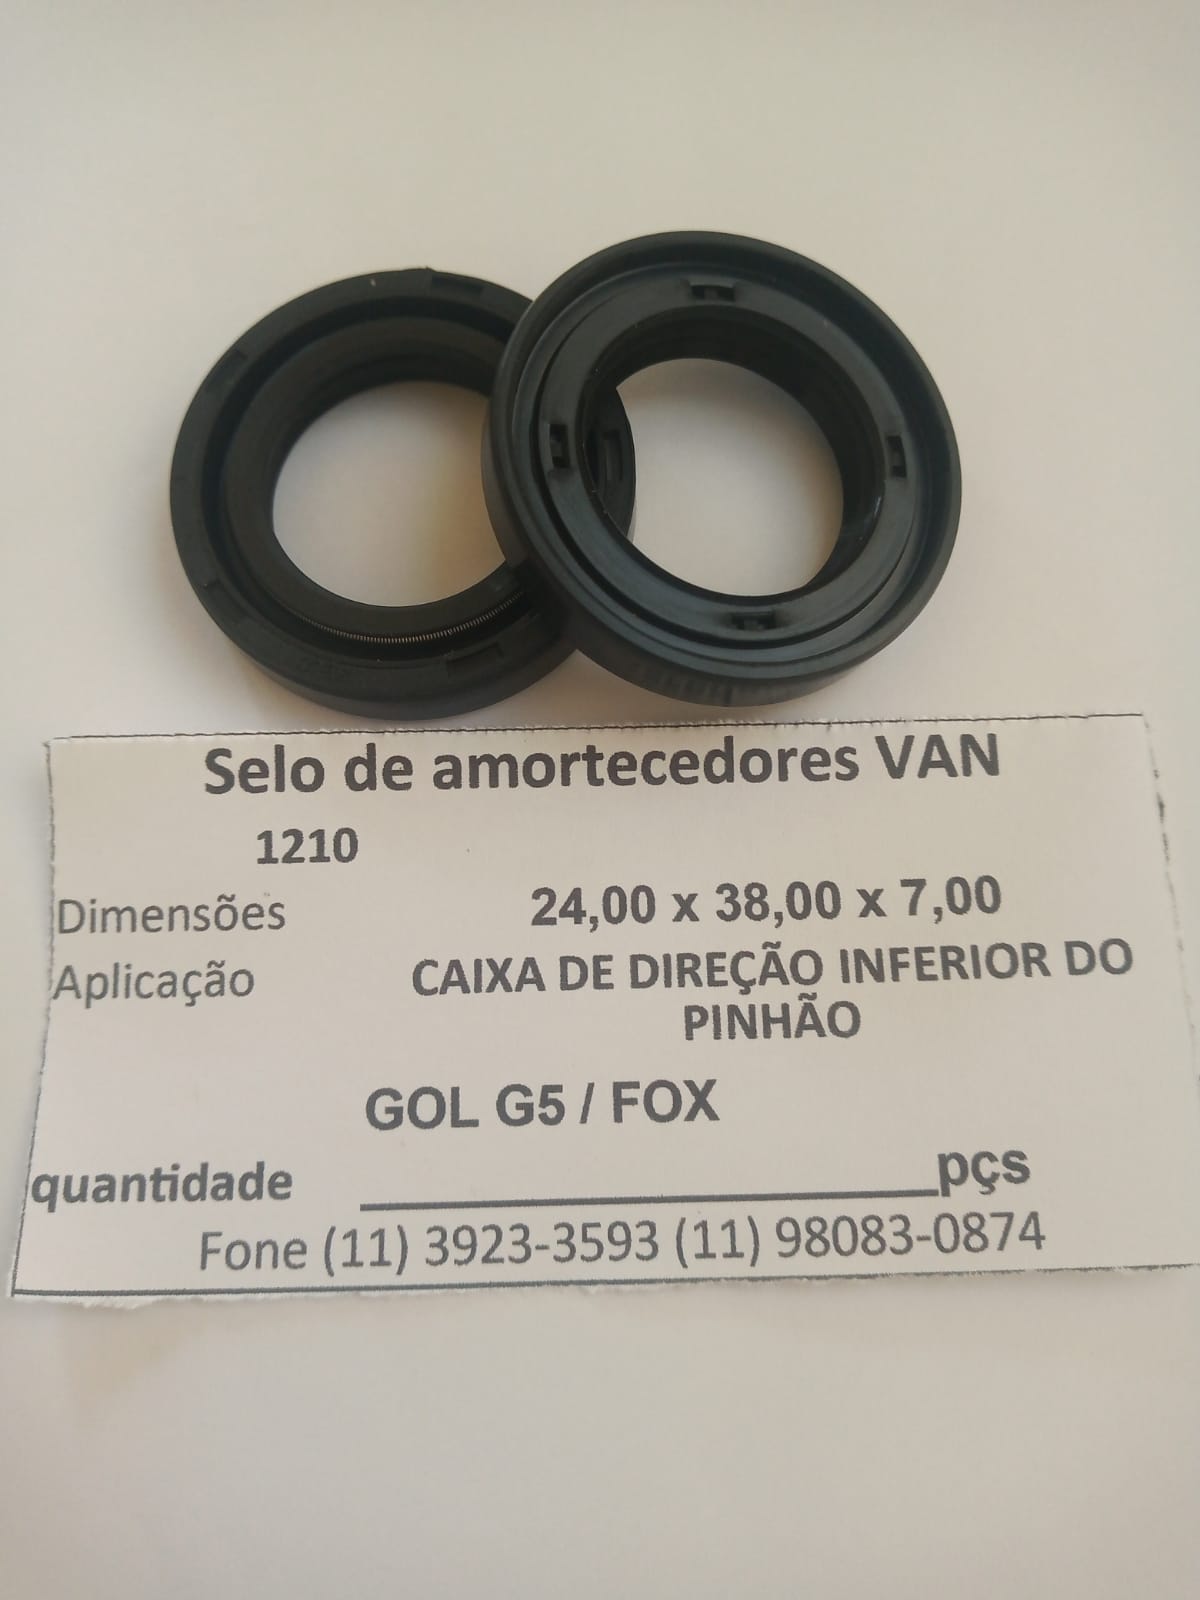 Selo de amortecedores VAN
1210
Dimensões 24,00 x 38,00 x 7,00
Aplicação CAIXA DE DIREÇÃO INFERIOR DO
PINHÃO
GOL G5 / FOX
quantidade ____________________pçs
Fone (11) 3923-3593 (11) 98083-0874